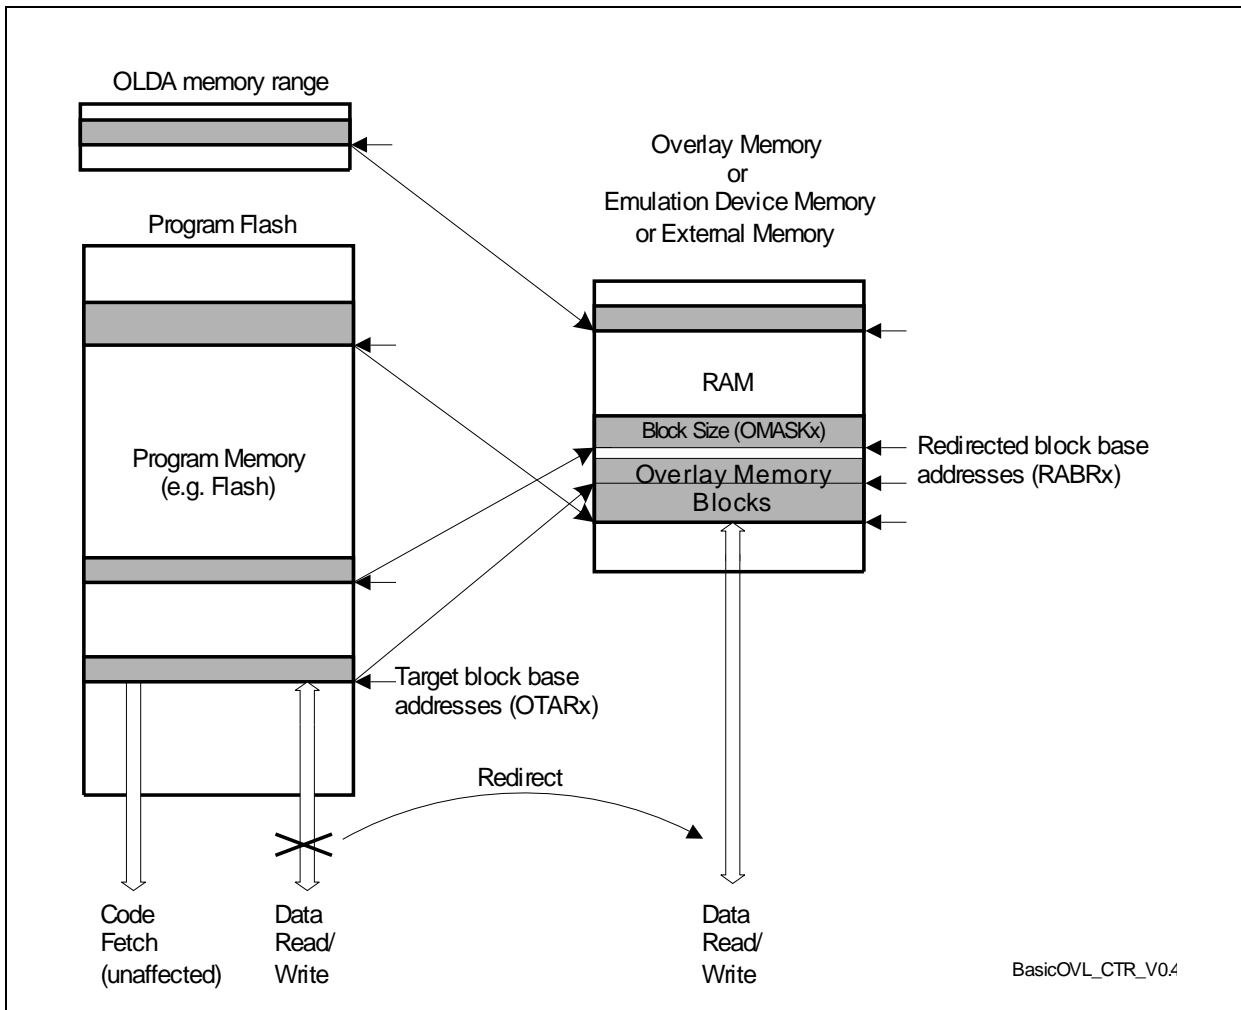 OLDA memory range
Overlay Memory
or
Emulation Device Memory
or External Memory
Program Flash
RAM
Block Size (OMASKx)
Redirected block base
addresses (RABRx)
Program Memory
(e.g. Flash)
Overlay Memory
Blocks
Target block base
addresses (OTARx)
Redirect
Code
Fetch
(unaffected)
Data
Read/
Write
Data
Read/
Write
BasicOVL_CTR_V0.4